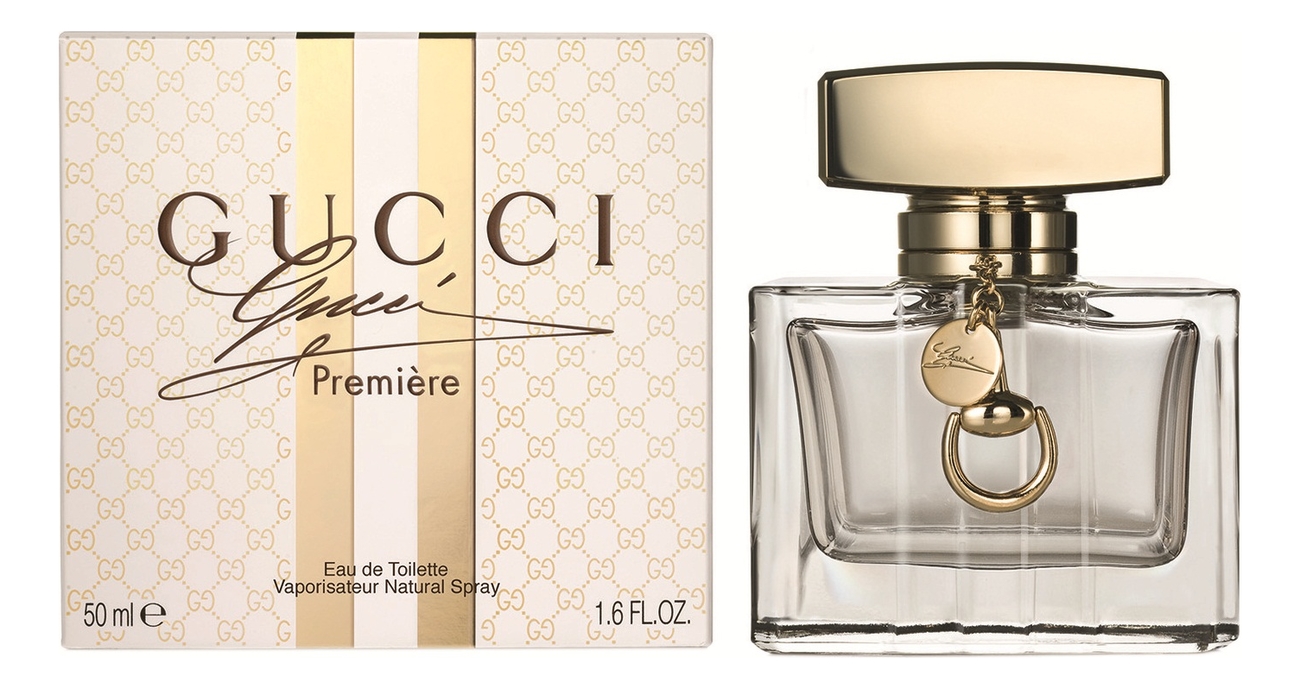 GUCCI
Gucci
Première
Eau de Toilette
Vaporisateur Natural Spray
50 ml ℮
1.6 FL.OZ.